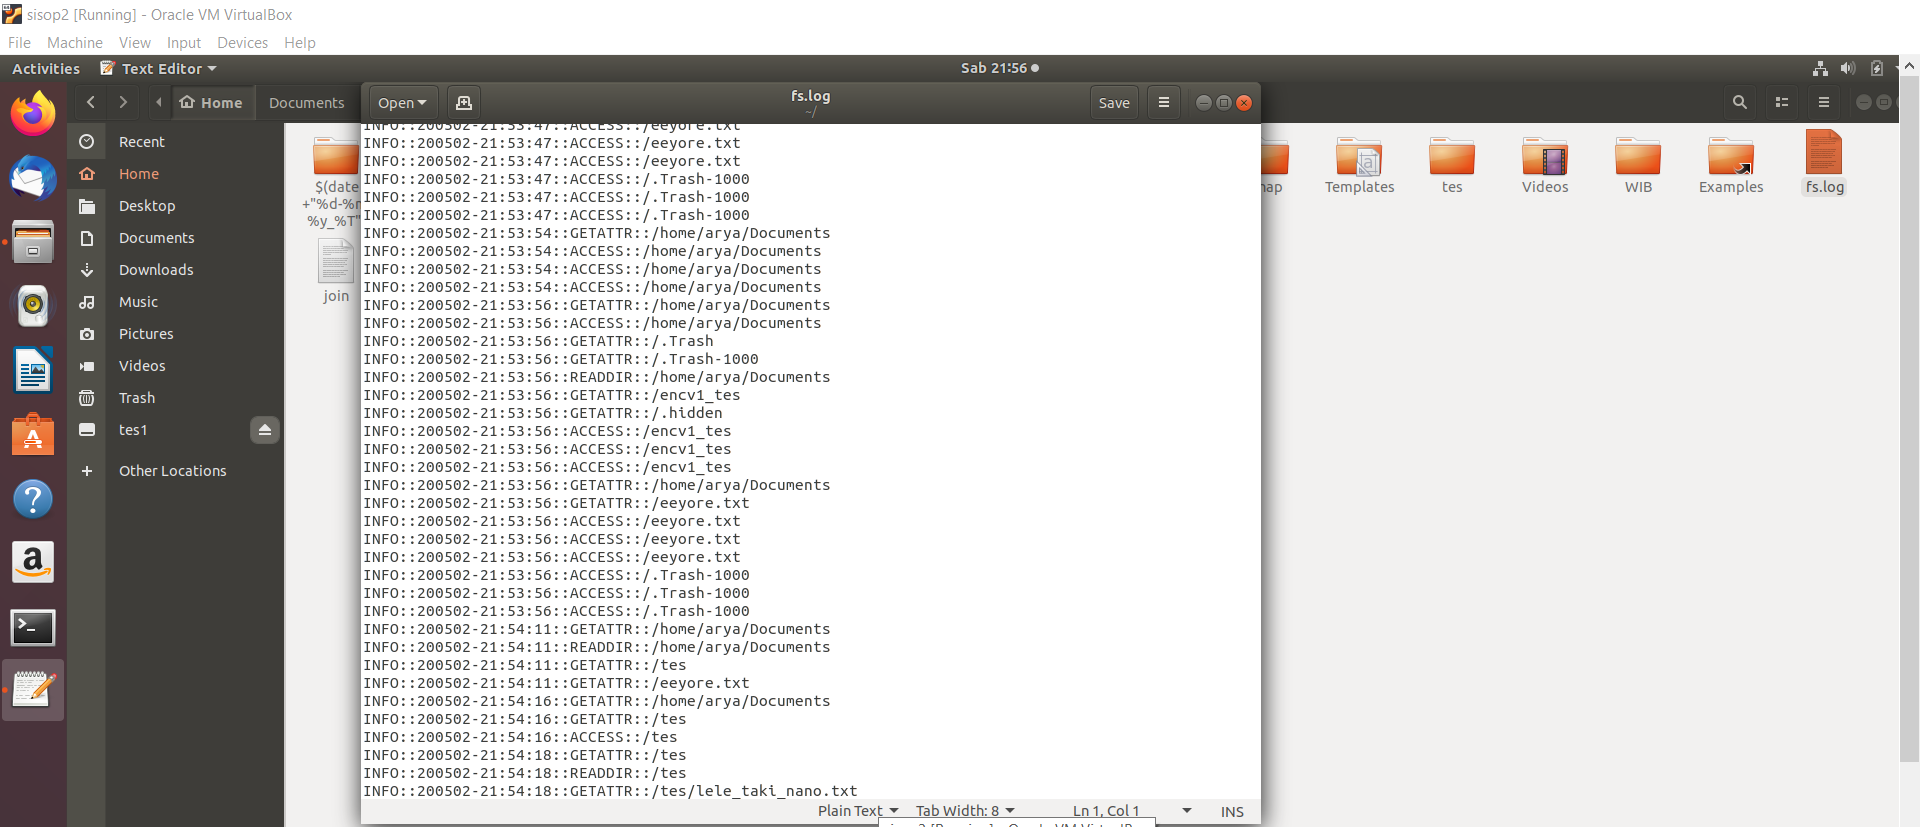 sisop2 [Running] - Oracle VM VirtualBox
File Machine View Input Devices Help
Activities Text Editor Sab 21:56
Home Documents
Open fs.log Save
~/
Recent
Home
Desktop
Documents
Downloads
Music
Pictures
Videos
Trash
tes1
Other Locations
$(date
+"%d-%m
%y_%T"
join
INFO::200502-21:53:47::ACCESS::/eeyore.txt
INFO::200502-21:53:47::ACCESS::/eeyore.txt
INFO::200502-21:53:47::ACCESS::/eeyore.txt
INFO::200502-21:53:47::ACCESS::/.Trash-1000
INFO::200502-21:53:47::ACCESS::/.Trash-1000
INFO::200502-21:53:47::ACCESS::/.Trash-1000
INFO::200502-21:53:54::GETATTR::/home/arya/Documents
INFO::200502-21:53:54::ACCESS::/home/arya/Documents
INFO::200502-21:53:54::ACCESS::/home/arya/Documents
INFO::200502-21:53:54::ACCESS::/home/arya/Documents
INFO::200502-21:53:56::GETATTR::/home/arya/Documents
INFO::200502-21:53:56::ACCESS::/home/arya/Documents
INFO::200502-21:53:56::GETATTR::/.Trash
INFO::200502-21:53:56::GETATTR::/.Trash-1000
INFO::200502-21:53:56::READDIR::/home/arya/Documents
INFO::200502-21:53:56::GETATTR::/encv1_tes
INFO::200502-21:53:56::GETATTR::/.hidden
INFO::200502-21:53:56::ACCESS::/encv1_tes
INFO::200502-21:53:56::ACCESS::/encv1_tes
INFO::200502-21:53:56::ACCESS::/encv1_tes
INFO::200502-21:53:56::GETATTR::/home/arya/Documents
INFO::200502-21:53:56::GETATTR::/eeyore.txt
INFO::200502-21:53:56::ACCESS::/eeyore.txt
INFO::200502-21:53:56::ACCESS::/eeyore.txt
INFO::200502-21:53:56::ACCESS::/eeyore.txt
INFO::200502-21:53:56::ACCESS::/.Trash-1000
INFO::200502-21:53:56::ACCESS::/.Trash-1000
INFO::200502-21:53:56::ACCESS::/.Trash-1000
INFO::200502-21:54:11::GETATTR::/home/arya/Documents
INFO::200502-21:54:11::READDIR::/home/arya/Documents
INFO::200502-21:54:11::GETATTR::/tes
INFO::200502-21:54:11::GETATTR::/eeyore.txt
INFO::200502-21:54:16::GETATTR::/home/arya/Documents
INFO::200502-21:54:16::GETATTR::/tes
INFO::200502-21:54:16::ACCESS::/tes
INFO::200502-21:54:18::GETATTR::/tes
INFO::200502-21:54:18::READDIR::/tes
INFO::200502-21:54:18::GETATTR::/tes/lele_taki_nano.txt
Plain Text Tab Width: 8 Ln 1, Col 1 INS
Templates tes Videos WIB Examples fs.log